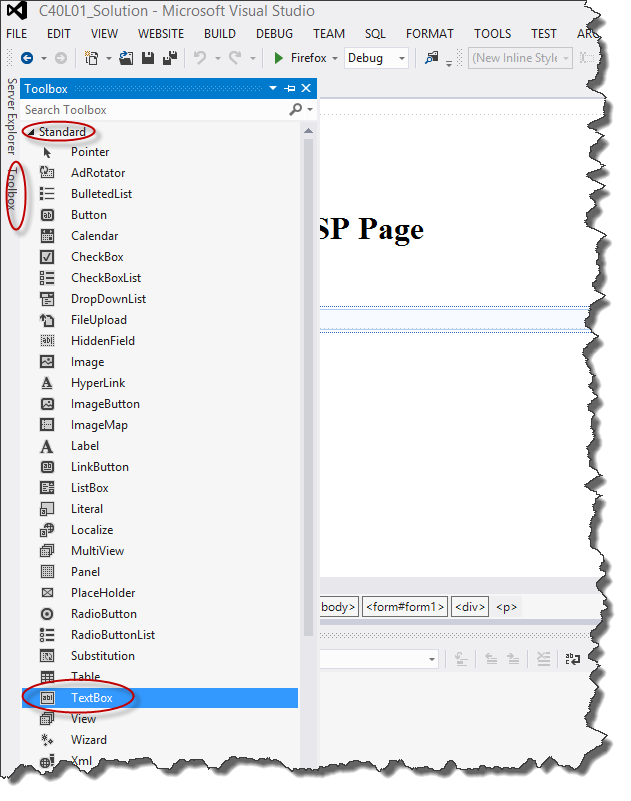 C40L01_Solution - Microsoft Visual Studio
FILE EDIT VIEW WEBSITE BUILD DEBUG TEAM SQL FORMAT TOOLS TEST AR
Firefox Debug (New Inline Style
Server Explorer
Toolbox
Toolbox
Search Toolbox
Standard
Pointer
AdRotator
BulletedList
Button
Calendar
CheckBox
CheckBoxList
DropDownList
FileUpload
HiddenField
Image
HyperLink
ImageButton
ImageMap
Label
LinkButton
ListBox
Literal
Localize
MultiView
Panel
PlaceHolder
RadioButton
RadioButtonList
Substitution
Table
TextBox
View
Wizard
Xml
SP Page
body> <form#form1> <div> <p>